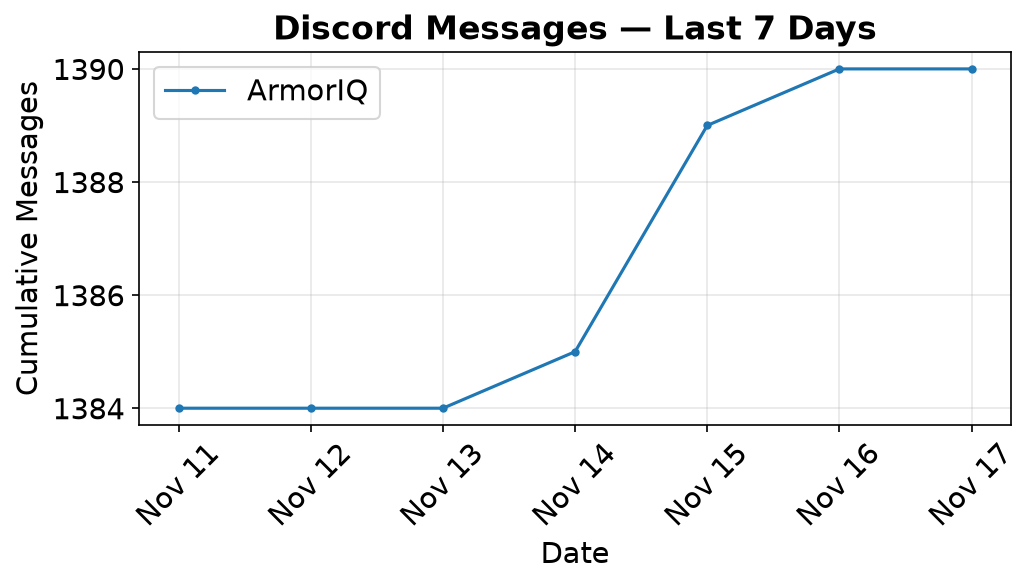 Discord Messages — Last 7 Days
ArmorIQ
Cumulative Messages
1390
1388
1386
1384
Nov 11
Nov 12
Nov 13
Nov 14
Nov 15
Nov 16
Nov 17
Date